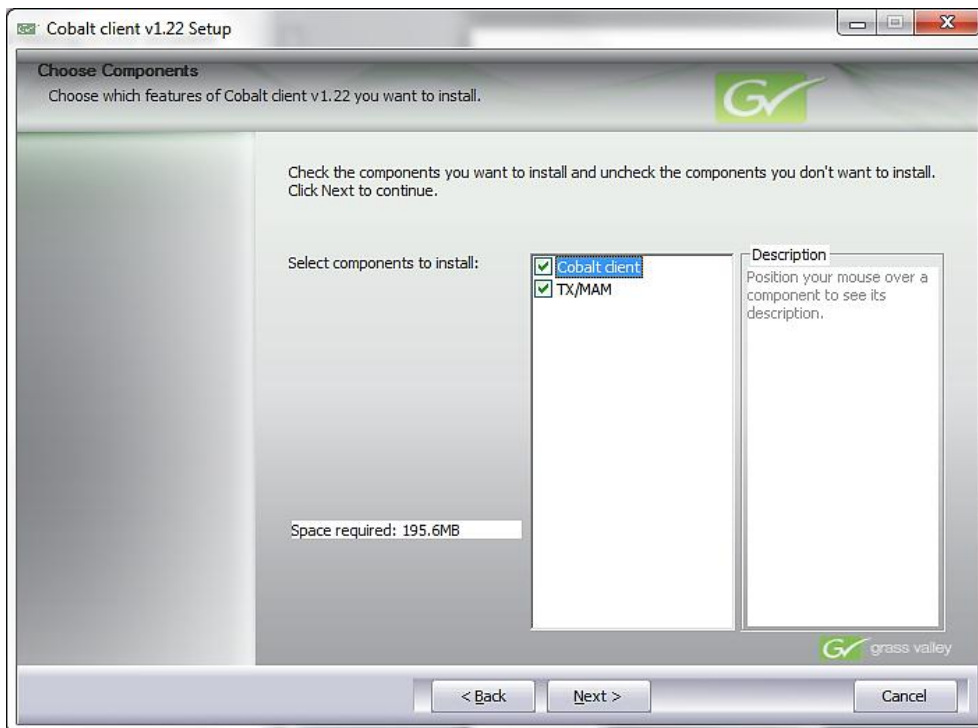 Cobalt client v1.22 Setup
Choose Components
Choose which features of Cobalt client v1.22 you want to install.
GV
Check the components you want to install and uncheck the components you don't want to install.
Click Next to continue.
Select components to install:
Cobalt client
TX/MAM
Description
Position your mouse over a
component to see its
description.
Space required: 195.6MB
GV grass valley
< Back
Next >
Cancel